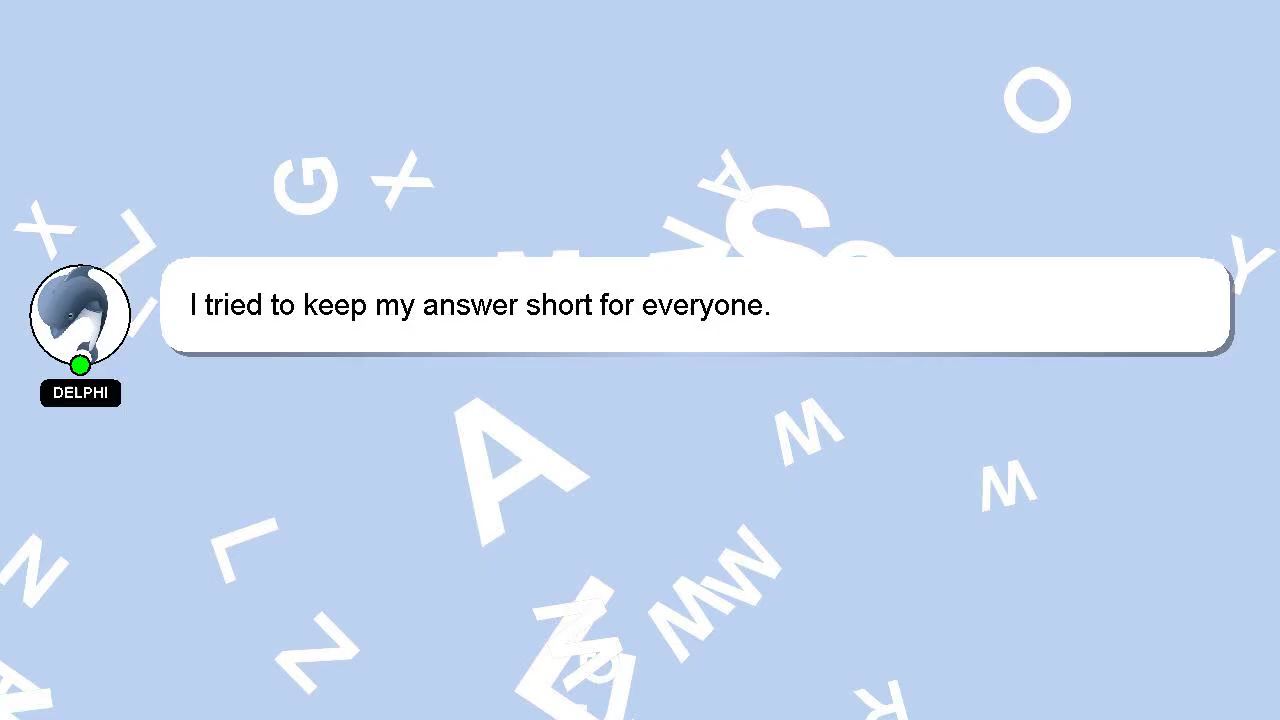 I tried to keep my answer short for everyone.
DELPHI
O
G
X
A
S
X
L
Y
A
W
W
L
N
Z
W
W
R